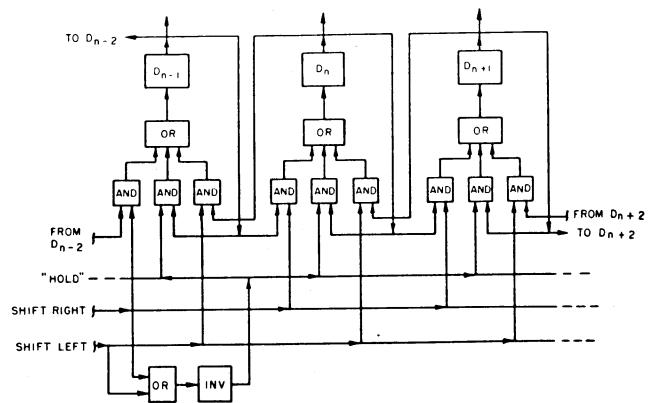 TO Dn-2
Dn-1
Dn
Dn+1
OR
OR
OR
AND
AND
AND
AND
AND
AND
AND
AND
AND
FROM Dn-2
FROM Dn+2
TO Dn+2
"HOLD"
SHIFT RIGHT
SHIFT LEFT
OR
INV